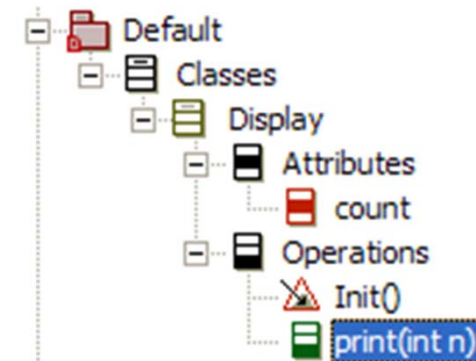 Default
Classes
Display
Attributes
count
Operations
Init()
print(int n)